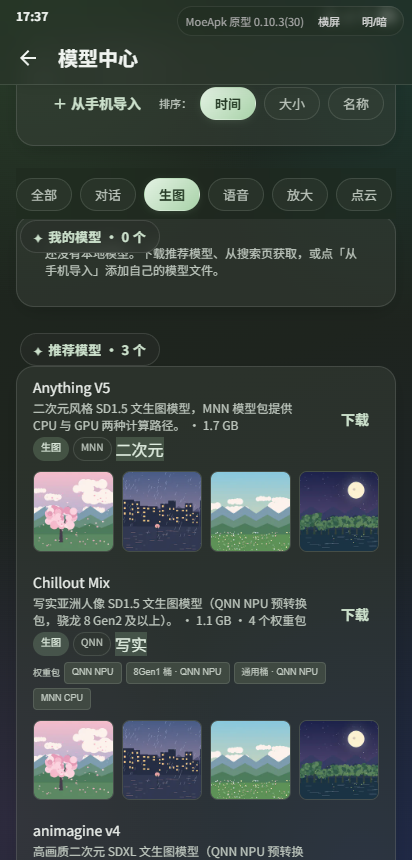 17:37
MoeApk 原型 0.10.3(30) 横屏 明/暗
模型中心
＋ 从手机导入 排序： 时间 大小 名称
全部 对话 生图 语音 放大 点云
✦ 我的模型 • 0 个
还没有本地模型。下载推荐模型、从搜索页获取，或点「从
手机导入」添加自己的模型文件。
✦ 推荐模型 • 3 个
Anything V5
二次元风格 SD1.5 文生图模型，MNN 模型包提供
CPU 与 GPU 两种计算路径。 • 1.7 GB
下载
生图 MNN 二次元
Chillout Mix
写实亚洲人像 SD1.5 文生图模型（QNN NPU 预转换
包，骁龙 8 Gen2 及以上）。 • 1.1 GB • 4 个权重包
下载
生图 QNN 写实
权重包 QNN NPU 8Gen1 桶 · QNN NPU 通用桶 · QNN NPU
MNN CPU
animagine v4
高画质二次元 SDXL 文生图模型（QNN NPU 预转换